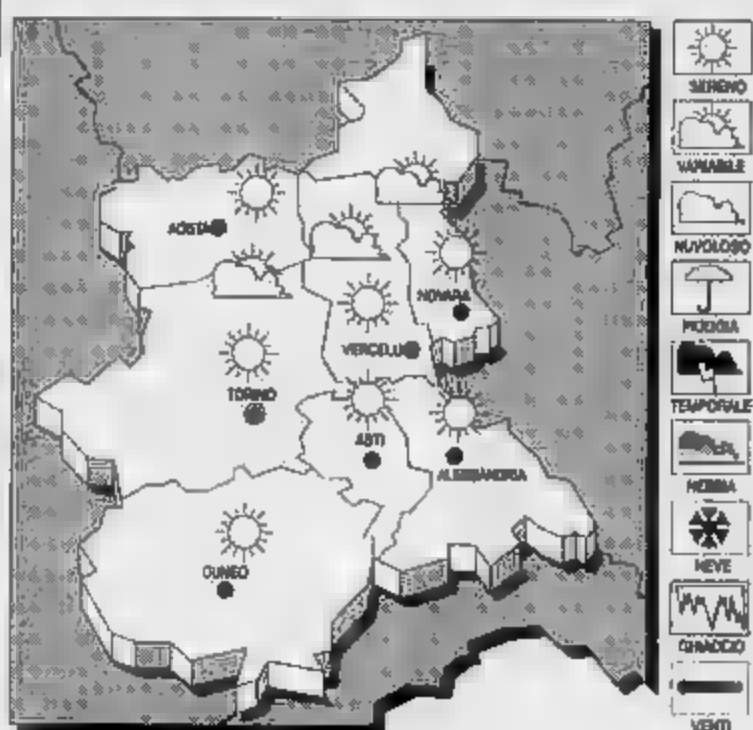 SERENO
VARIABILE
NUVOLOSO
PIOGGIA
TEMPORALE
NEBBIA
NEVE
GHIACCIO
VENTI
AOSTA
NOVARA
VERCELLI
TORINO
ASTI
ALESSANDRIA
CUNEO